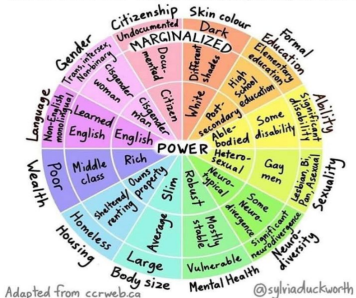 Citizenship
Undocumented
Documented
Citizen
Skin colour
Dark
Different
shades
White
Formal
Education
Elementary
education
High
school
education
Post-
secondary
Ability
Significant
disability
Some
disability
Able-
bodied
Sexuality
Lesbian, Bi,
Pan, Asexual
Gay
men
Hetero-
sexual
Neuro-
diversity
Significant
neurodivergence
Some
Neuro-
divergence
Neuro-
typical
Mental Health
Vulnerable
Mostly
stable
Robust
Body size
Large
Average
Slim
Housing
Homeless
Sheltered/
renting
Owns
property
Wealth
Poor
Middle
class
Rich
Language
Non-English
monolingual
Learned
English
English
Gender
Trans, intersex,
Nonbinary
Cisgender
woman
Cisgender
man
MARGINALIZED
POWER
Adapted from ccrweb.ca
@sylviaduckworth